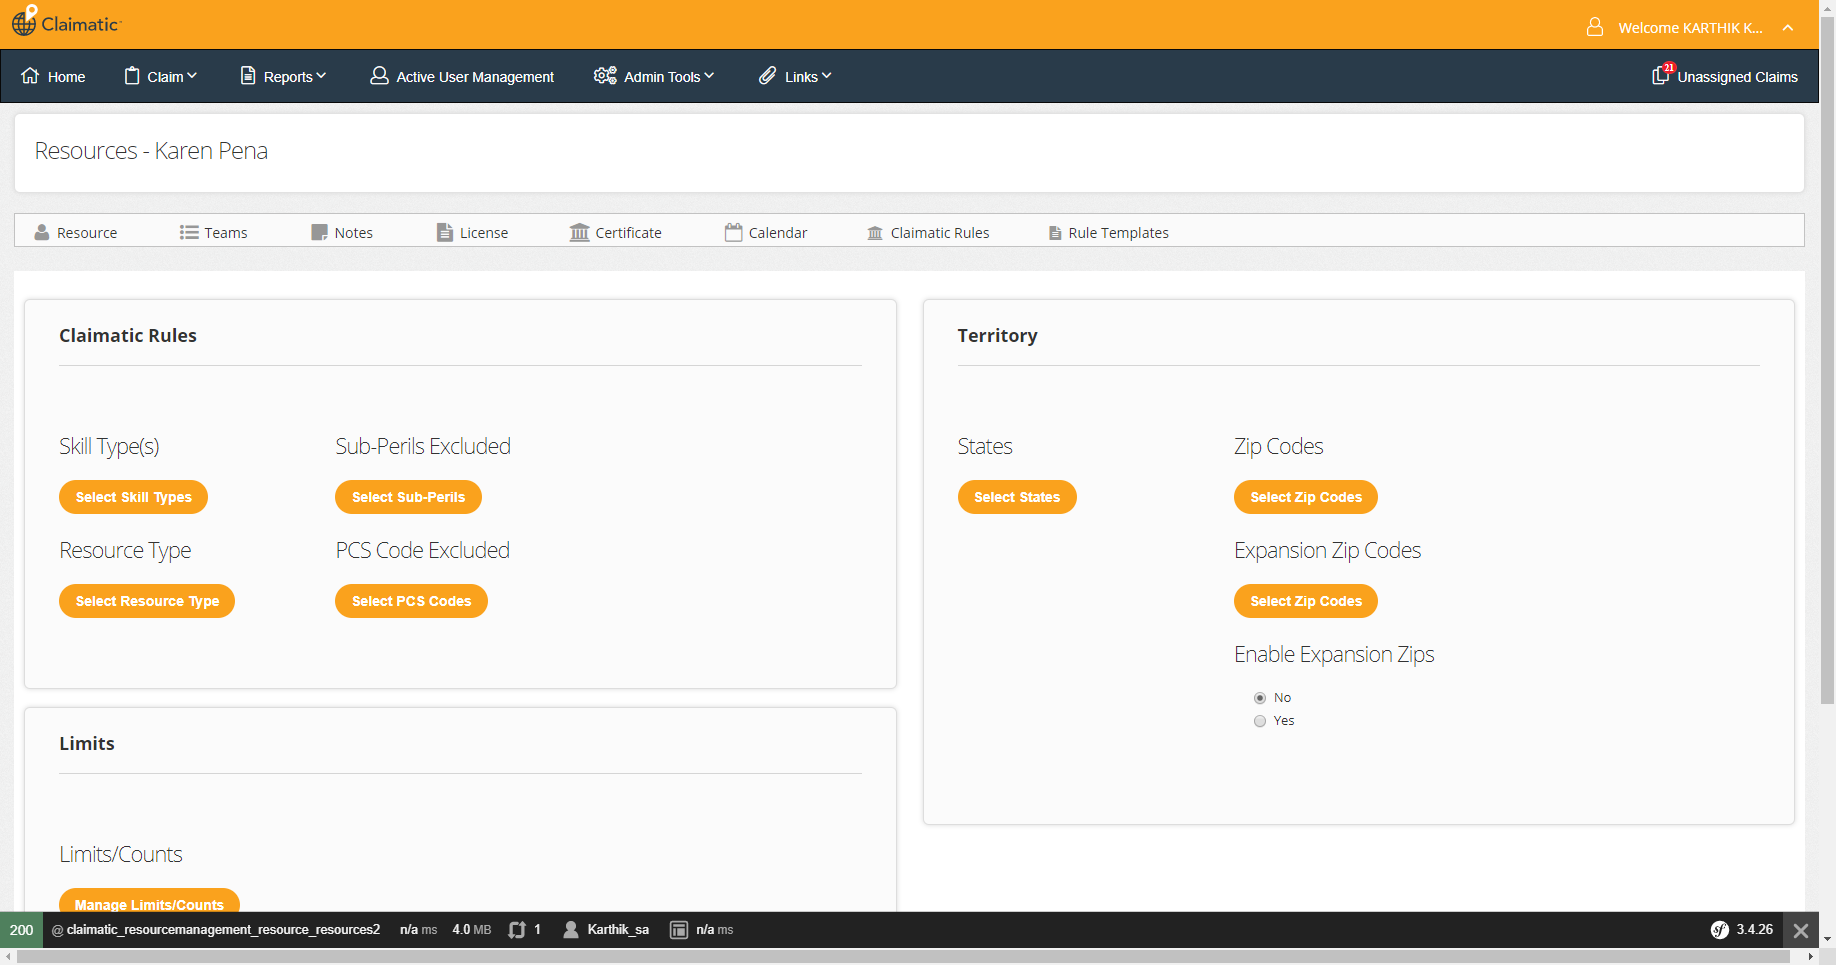 Claimatic
Welcome KARTHIK K...
Home
Claim
Reports
Active User Management
Admin Tools
Links
21
Unassigned Claims
Resources - Karen Pena
Resource
Teams
Notes
License
Certificate
Calendar
Claimatic Rules
Rule Templates
Claimatic Rules
Skill Type(s)
Sub-Perils Excluded
Select Skill Types
Select Sub-Perils
Resource Type
PCS Code Excluded
Select Resource Type
Select PCS Codes
Territory
States
Zip Codes
Select States
Select Zip Codes
Expansion Zip Codes
Select Zip Codes
Enable Expansion Zips
No
Yes
Limits
Limits/Counts
Manage Limits/Counts
200
@ claimatic_resourcemanagement_resource_resources2
n/a ms
4.0 MB
1
Karthik_sa
n/a ms
sf
3.4.26